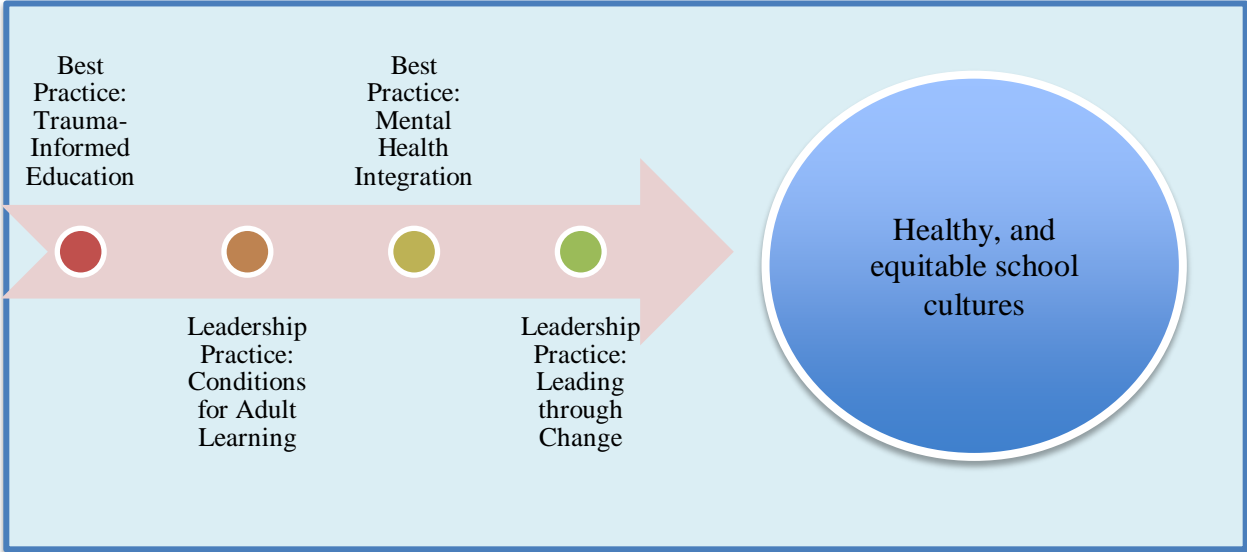 Best
Practice:
Trauma-
Informed
Education
Leadership
Practice:
Conditions
for Adult
Learning
Best
Practice:
Mental
Health
Integration
Leadership
Practice:
Leading
through
Change
Healthy, and
equitable school
cultures